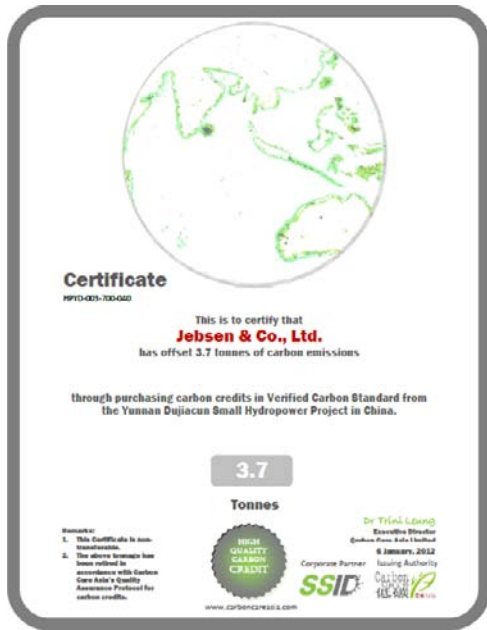 Certificate
This is to certify that
Jebsen & Co., Ltd.
has offset 3.7 tonnes of carbon emissions
through purchasing carbon credits in Verified Carbon Standard from
the Yunnan Dujiacun Small Hydropower Project in China.
3.7
Tonnes
Remarks:
1. This Certificate is non-
transferable.
2. The above tonnage has
been retired in
accordance with Carbon
Care Asia's Quality
Assurance Protocol for
carbon credits.
HIGH
QUALITY
CARBON
CREDIT
www.carboncareasia.com
Dr Trini Leung
Executive Director
Carbon Care Asia Limited
6 January, 2012
Corporate Partner
Issuing Authority
SSID
Carbon